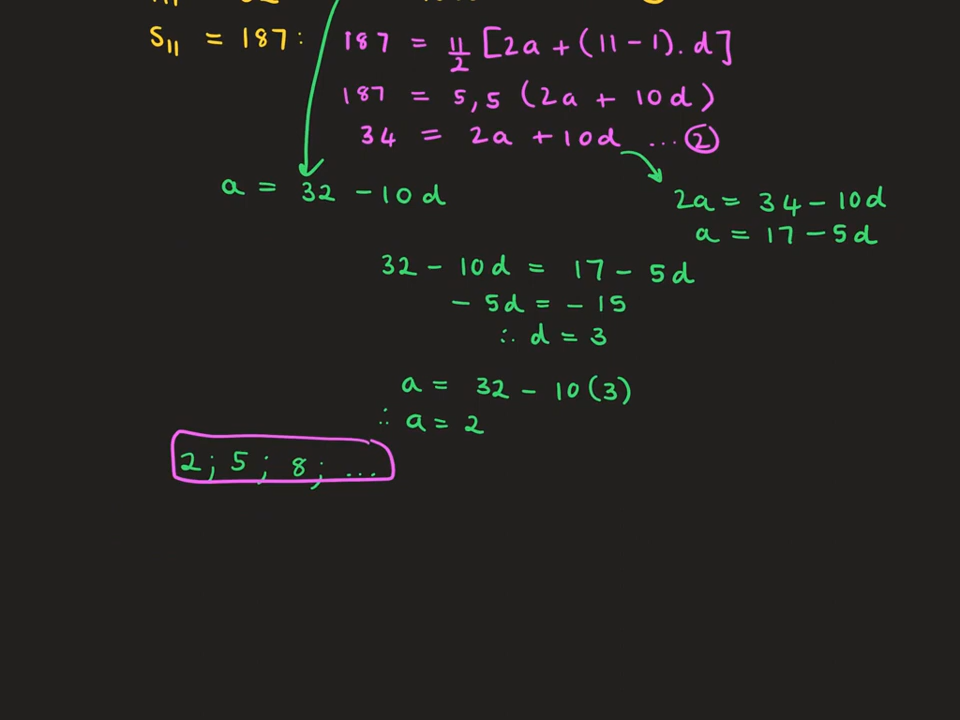 S₁₁ = 187: 187 = 11/2 [2a + (11 - 1). d]
187 = 5,5 (2a + 10d)
34 = 2a + 10d ... ②
a = 32 - 10d
2a = 34 - 10d
a = 17 - 5d
32 - 10d = 17 - 5d
- 5d = - 15
∴ d = 3
a = 32 - 10(3)
∴ a = 2
2; 5; 8; ...